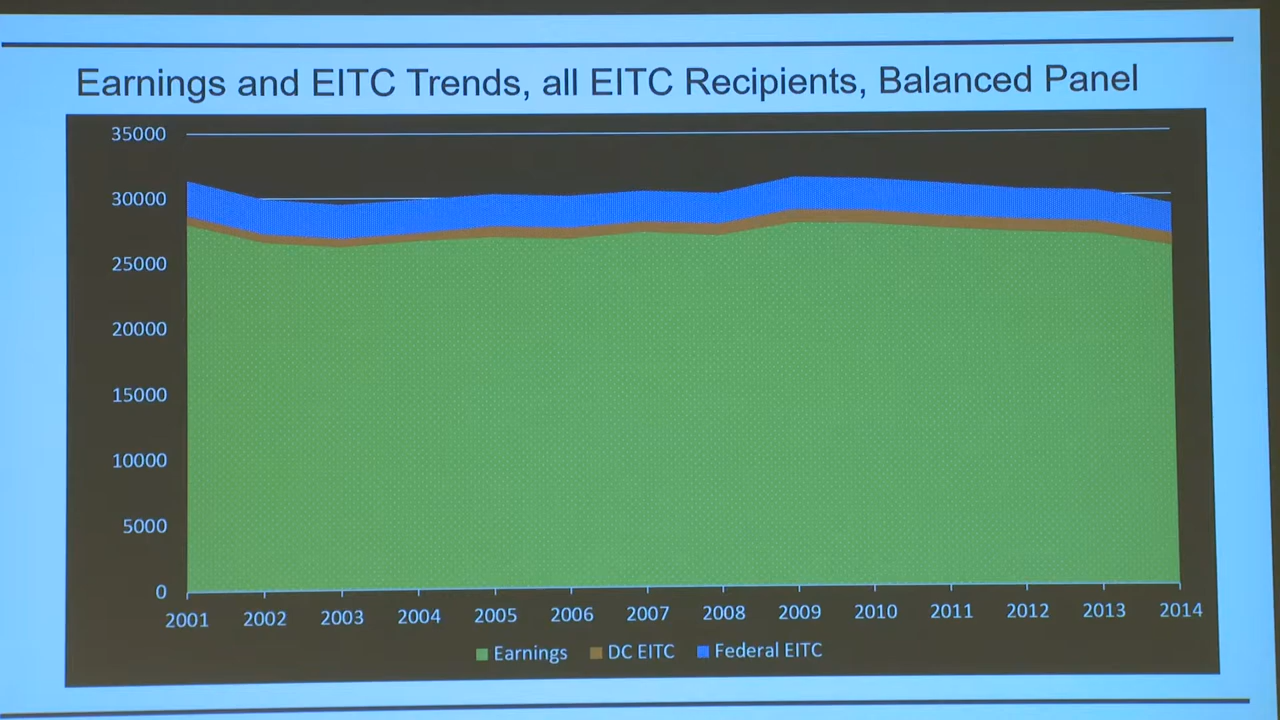 Earnings and EITC Trends, all EITC Recipients, Balanced Panel
35000
30000
25000
20000
15000
10000
5000
0
2001 2002 2003 2004 2005 2006 2007 2008 2009 2010 2011 2012 2013 2014
Earnings DC EITC Federal EITC